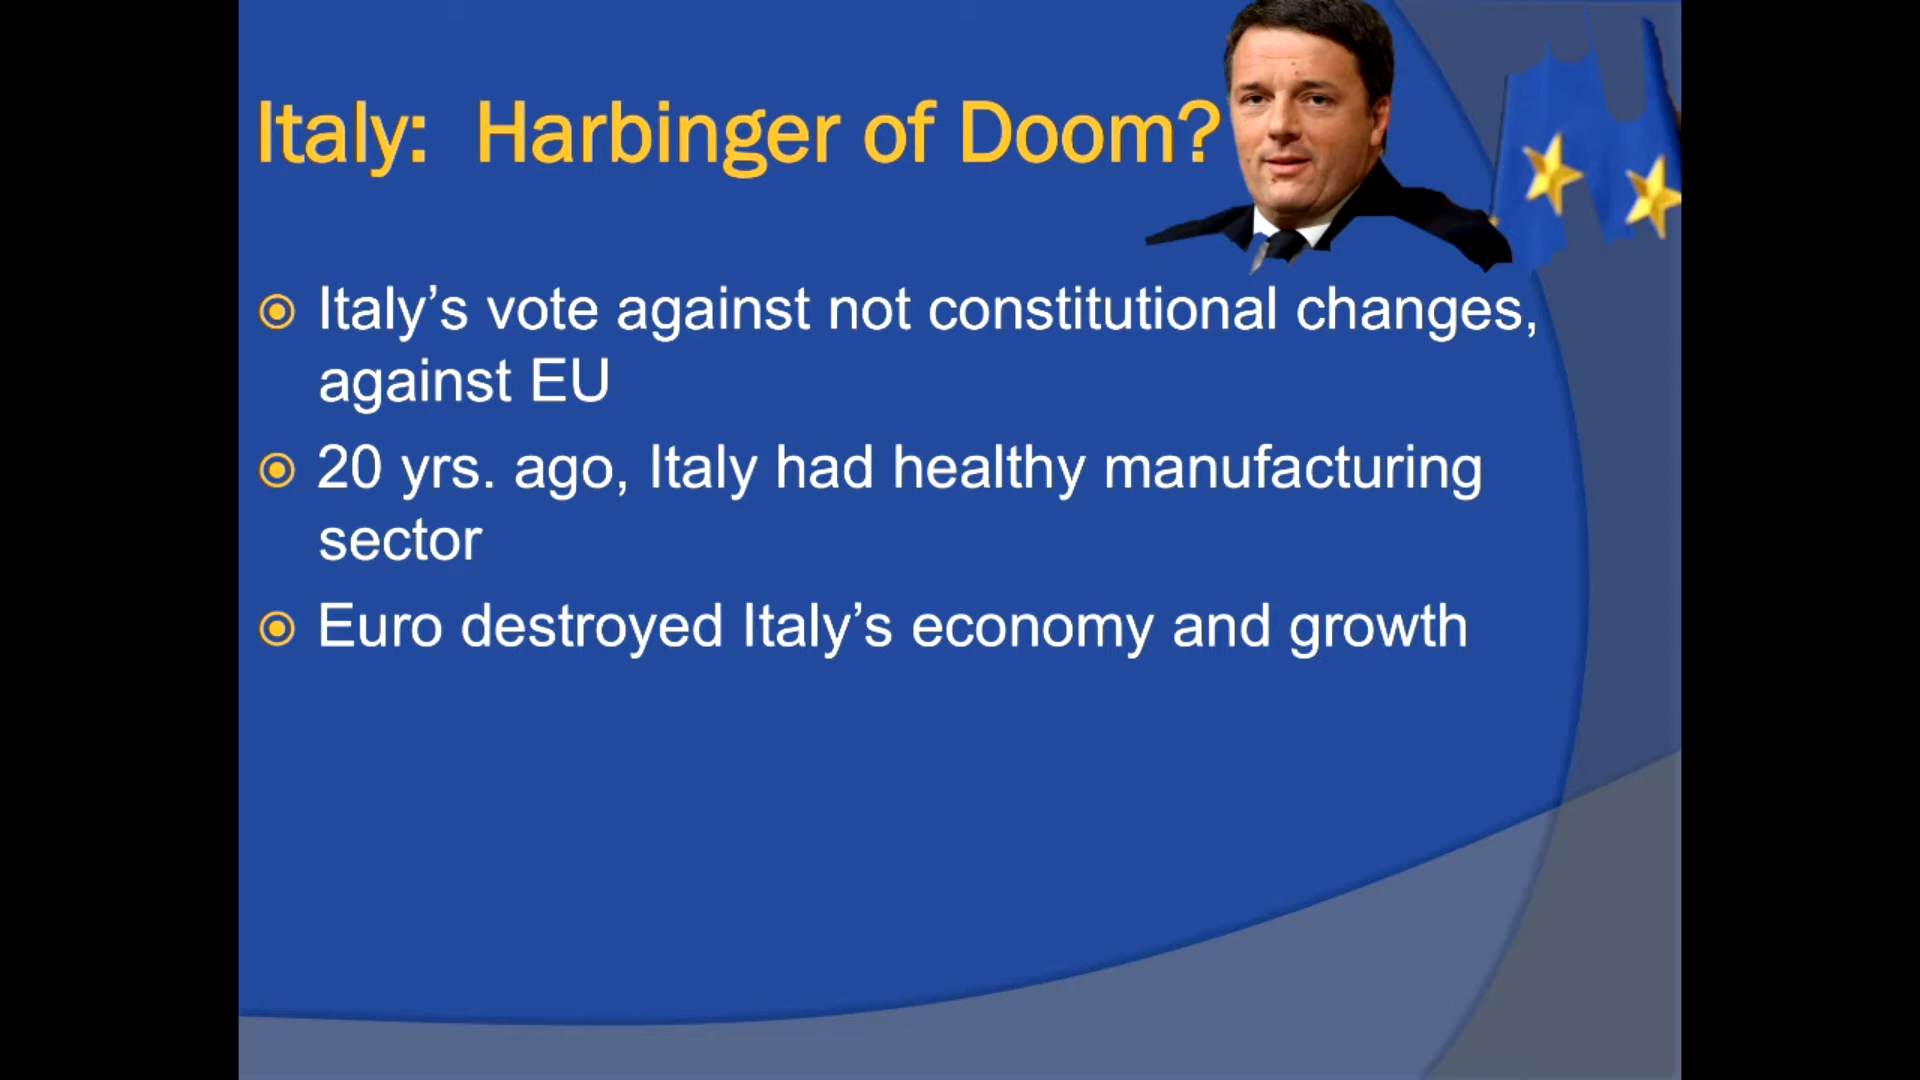 Italy: Harbinger of Doom?
Italy’s vote against not constitutional changes,
against EU
20 yrs. ago, Italy had healthy manufacturing
sector
Euro destroyed Italy’s economy and growth